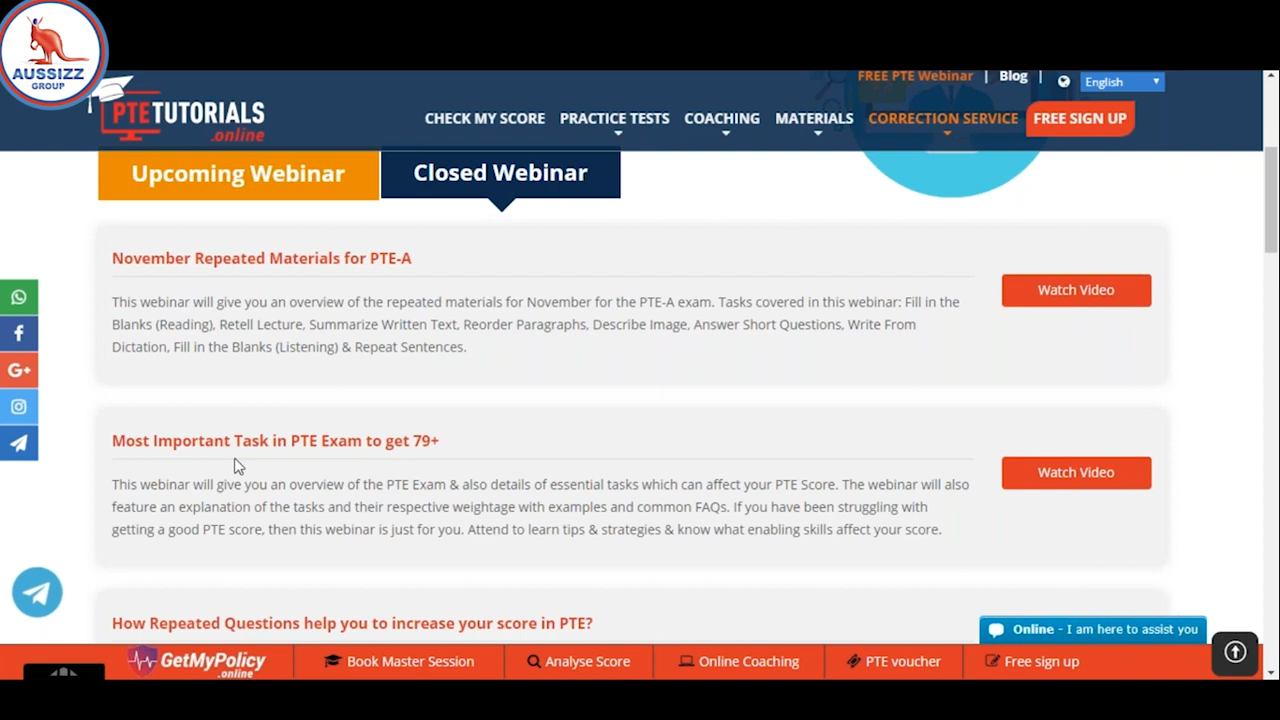 AUSSIZZ
GROUP
FREE PTE Webinar | Blog |
English
PTETUTORIALS
.online
CHECK MY SCORE PRACTICE TESTS COACHING MATERIALS CORRECTION SERVICE FREE SIGN UP
Upcoming Webinar Closed Webinar
November Repeated Materials for PTE-A
Watch Video
This webinar will give you an overview of the repeated materials for November for the PTE-A exam. Tasks covered in this webinar: Fill in the
Blanks (Reading), Retell Lecture, Summarize Written Text, Reorder Paragraphs, Describe Image, Answer Short Questions, Write From
Dictation, Fill in the Blanks (Listening) & Repeat Sentences.
Most Important Task in PTE Exam to get 79+
Watch Video
This webinar will give you an overview of the PTE Exam & also details of essential tasks which can affect your PTE Score. The webinar will also
feature an explanation of the tasks and their respective weightage with examples and common FAQs. If you have been struggling with
getting a good PTE score, then this webinar is just for you. Attend to learn tips & strategies & know what enabling skills affect your score.
How Repeated Questions help you to increase your score in PTE?
Online - I am here to assist you
GetMyPolicy
.online
Book Master Session Analyse Score Online Coaching PTE voucher Free sign up